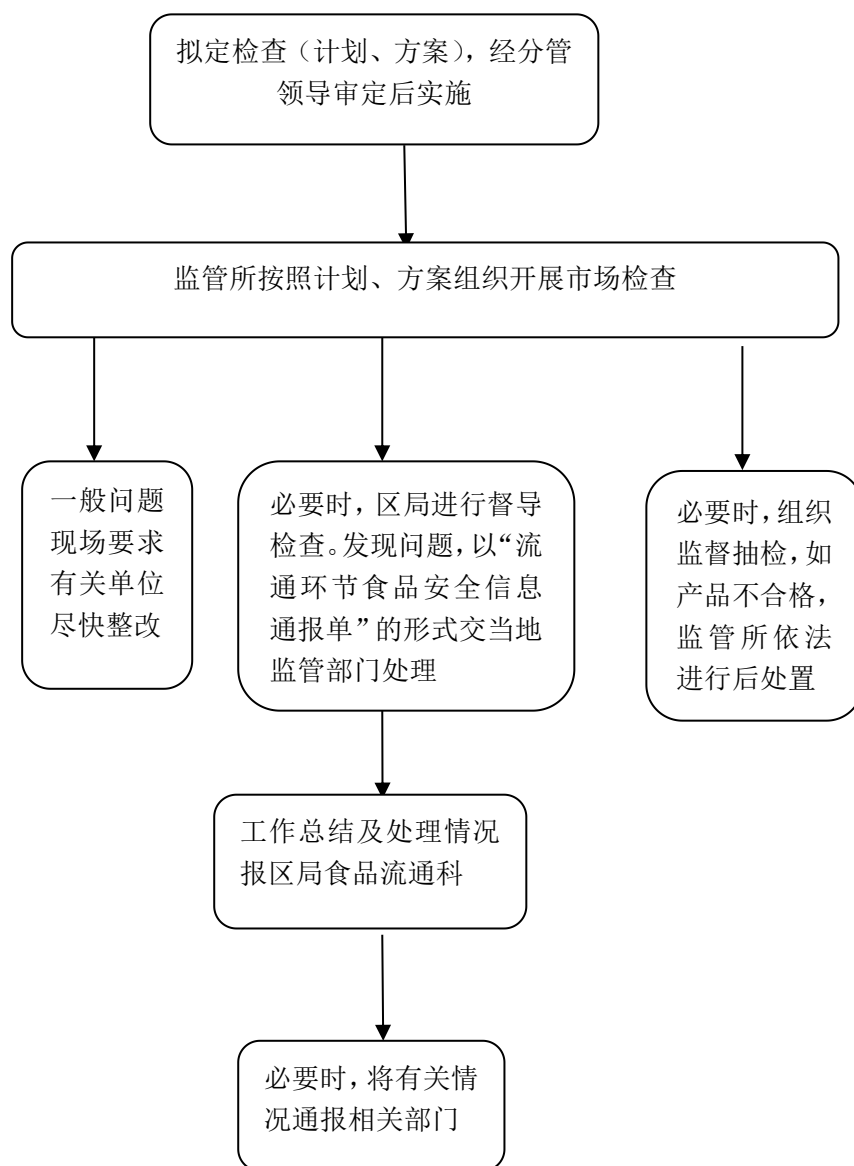 拟定检查（计划、方案），经分管
领导审定后实施
监管所按照计划、方案组织开展市场检查
一般问题
现场要求
有关单位
尽快整改
必要时，区局进行督导
检查。发现问题，以“流
通环节食品安全信息
通报单”的形式交当地
监管部门处理
必要时，组织
监督抽检，如
产品不合格，
监管所依法
进行后处置
工作总结及处理情况
报区局食品流通科
必要时，将有关情
况通报相关部门